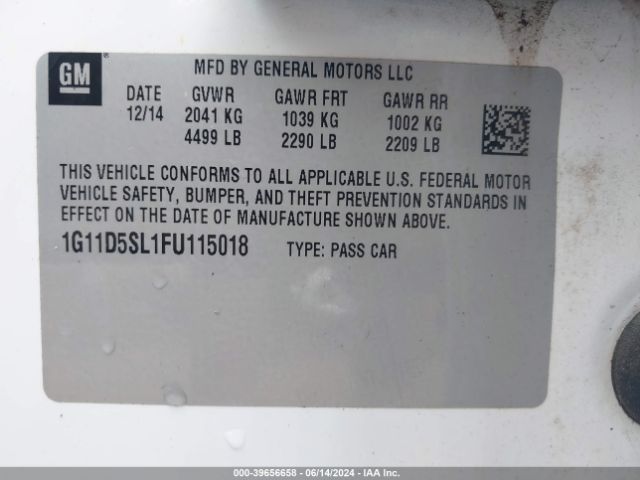 GM
MFD BY GENERAL MOTORS LLC
DATE GVWR GAWR FRT GAWR RR
12/14 2041 KG 1039 KG 1002 KG
4499 LB 2290 LB 2209 LB
THIS VEHICLE CONFORMS TO ALL APPLICABLE U.S. FEDERAL MOTOR
VEHICLE SAFETY, BUMPER, AND THEFT PREVENTION STANDARDS IN
EFFECT ON THE DATE OF MANUFACTURE SHOWN ABOVE.
1G11D5SL1FU115018 TYPE: PASS CAR
000-39656658 - 06/14/2024 - IAA Inc.